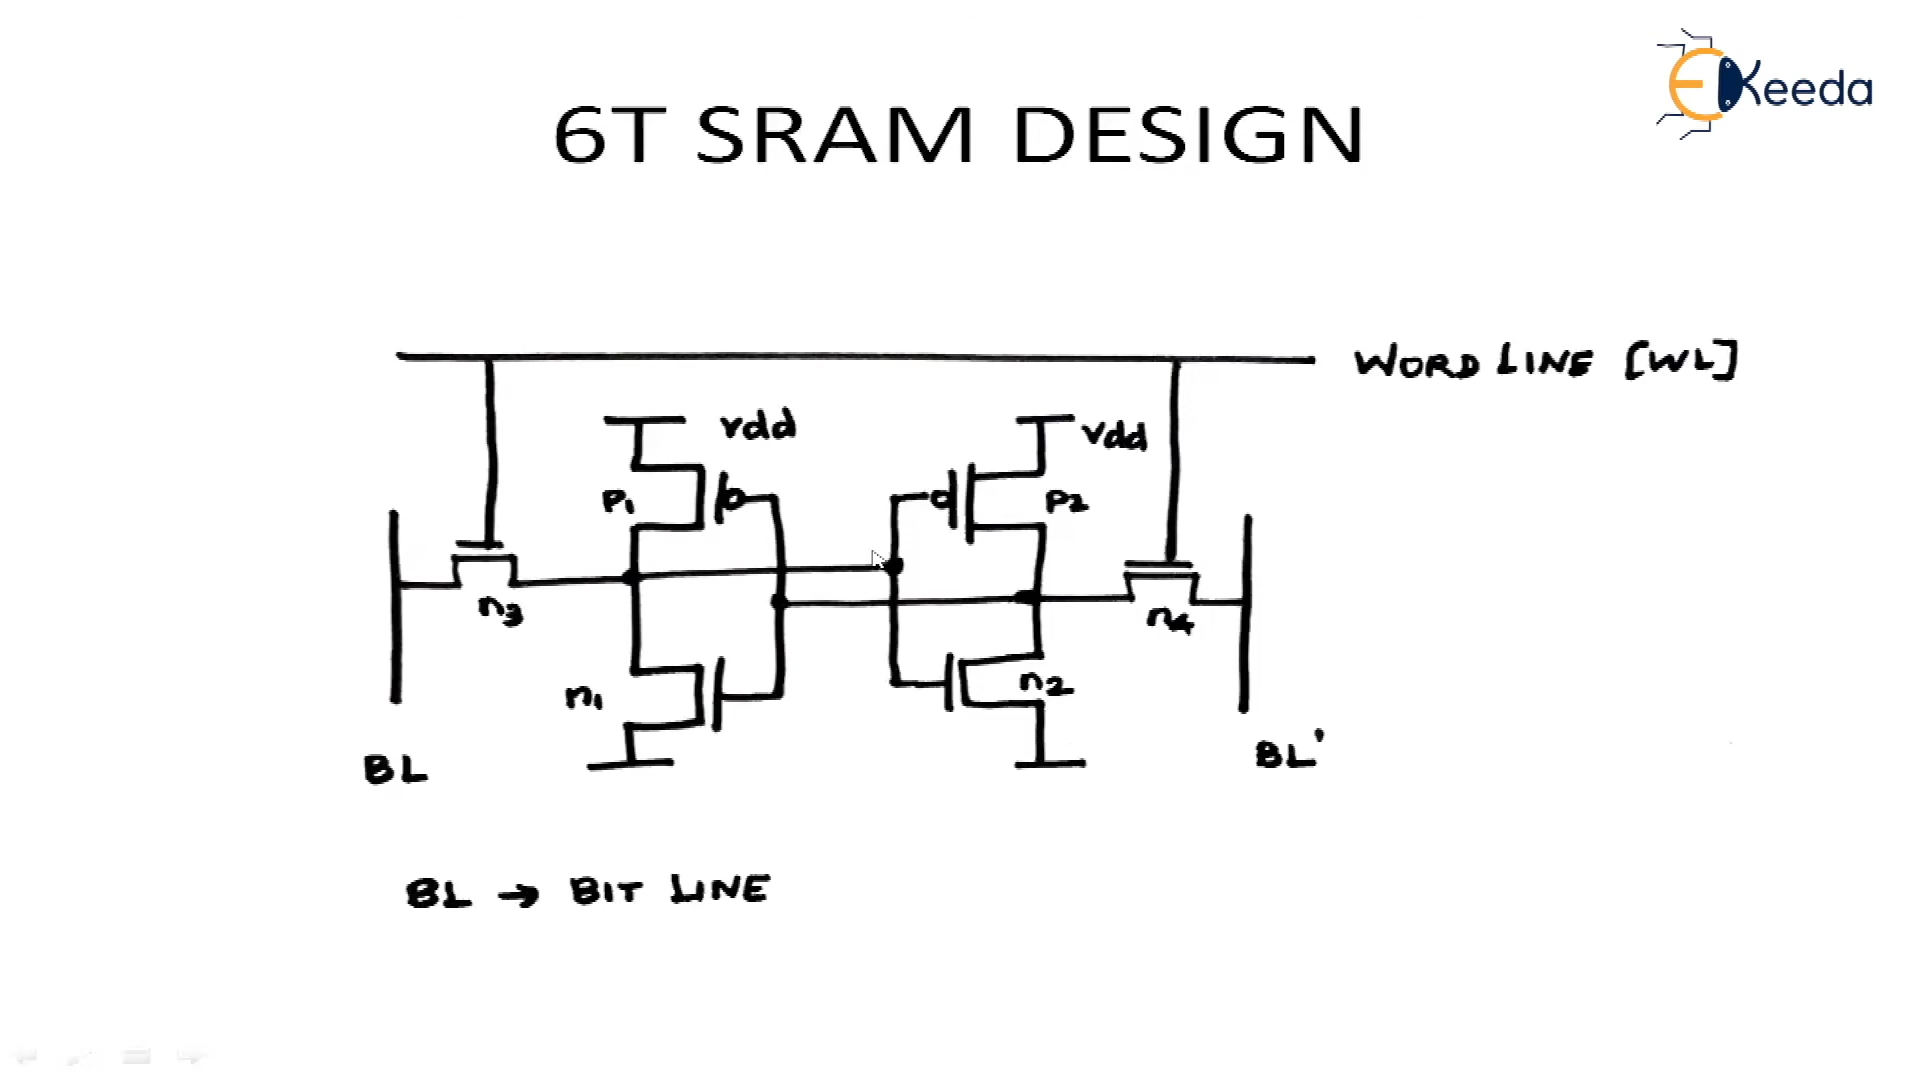 EKeeda
6T SRAM DESIGN
WORD LINE [WL]
Vdd
Vdd
P1
P2
n3
n4
n1
n2
BL
BL'
BL → BIT LINE